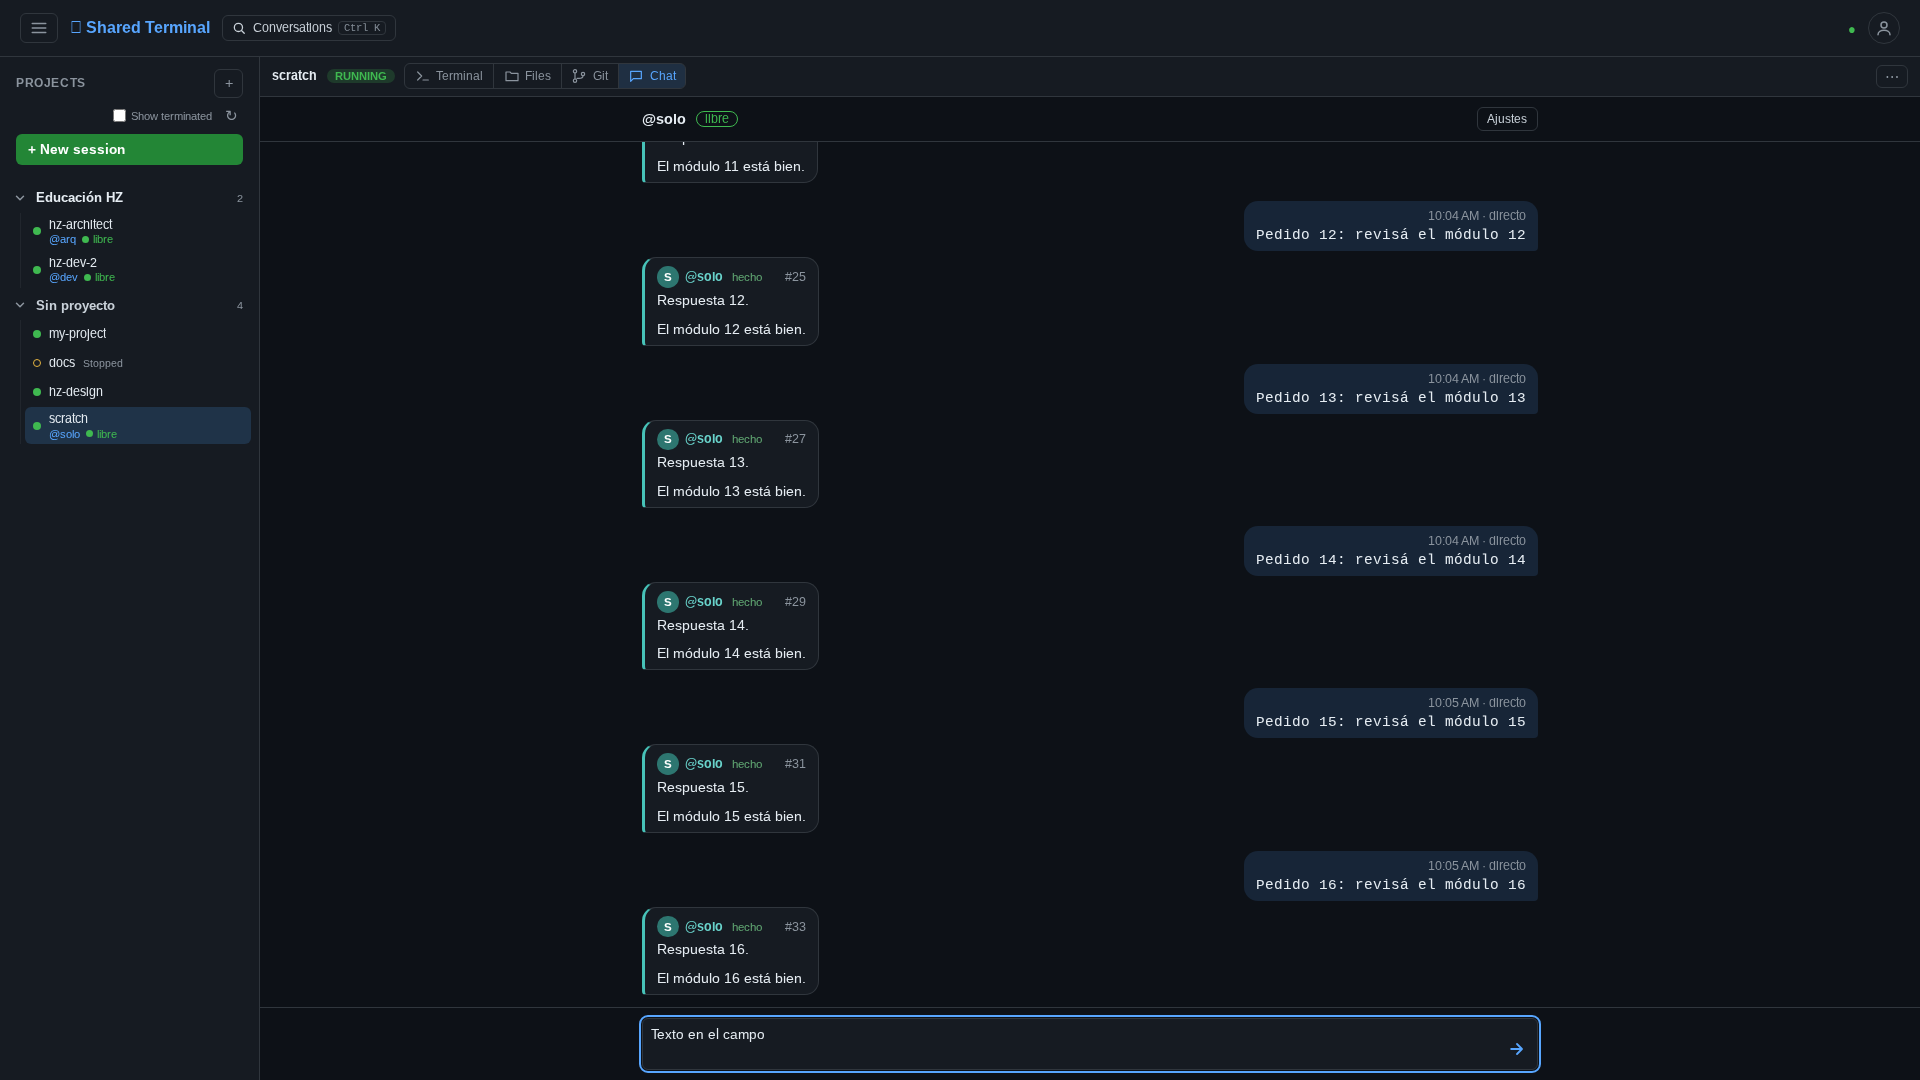 Shared Terminal
Conversations Ctrl K
PROJECTS
+
Show terminated
+ New session
Educación HZ 2
hz-architect
@arq libre
hz-dev-2
@dev libre
Sin proyecto 4
my-project
docs Stopped
hz-design
scratch
@solo libre
scratch RUNNING Terminal Files Git Chat
@solo libre Ajustes
El módulo 11 está bien.
10:04 AM · directo
Pedido 12: revisá el módulo 12
S @solo hecho #25
Respuesta 12.
El módulo 12 está bien.
10:04 AM · directo
Pedido 13: revisá el módulo 13
S @solo hecho #27
Respuesta 13.
El módulo 13 está bien.
10:04 AM · directo
Pedido 14: revisá el módulo 14
S @solo hecho #29
Respuesta 14.
El módulo 14 está bien.
10:05 AM · directo
Pedido 15: revisá el módulo 15
S @solo hecho #31
Respuesta 15.
El módulo 15 está bien.
10:05 AM · directo
Pedido 16: revisá el módulo 16
S @solo hecho #33
Respuesta 16.
El módulo 16 está bien.
Texto en el campo